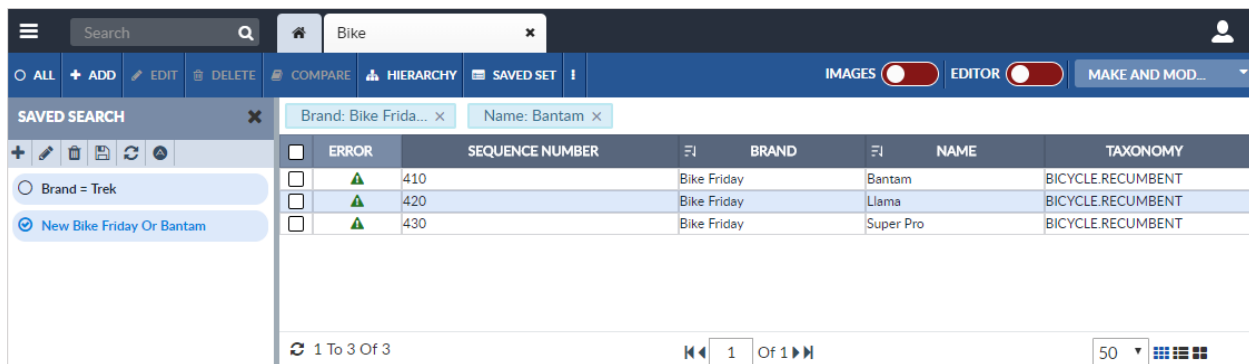 Search
Bike
ALL ADD EDIT DELETE COMPARE HIERARCHY SAVED SET IMAGES EDITOR MAKE AND MOD...
SAVED SEARCH
Brand: Bike Frida... × Name: Bantam ×
ERROR SEQUENCE NUMBER BRAND NAME TAXONOMY
Brand = Trek
New Bike Friday Or Bantam
410 Bike Friday Bantam BICYCLE.RECUMBENT
420 Bike Friday Llama BICYCLE.RECUMBENT
430 Bike Friday Super Pro BICYCLE.RECUMBENT
1 To 3 Of 3 1 Of 1 50